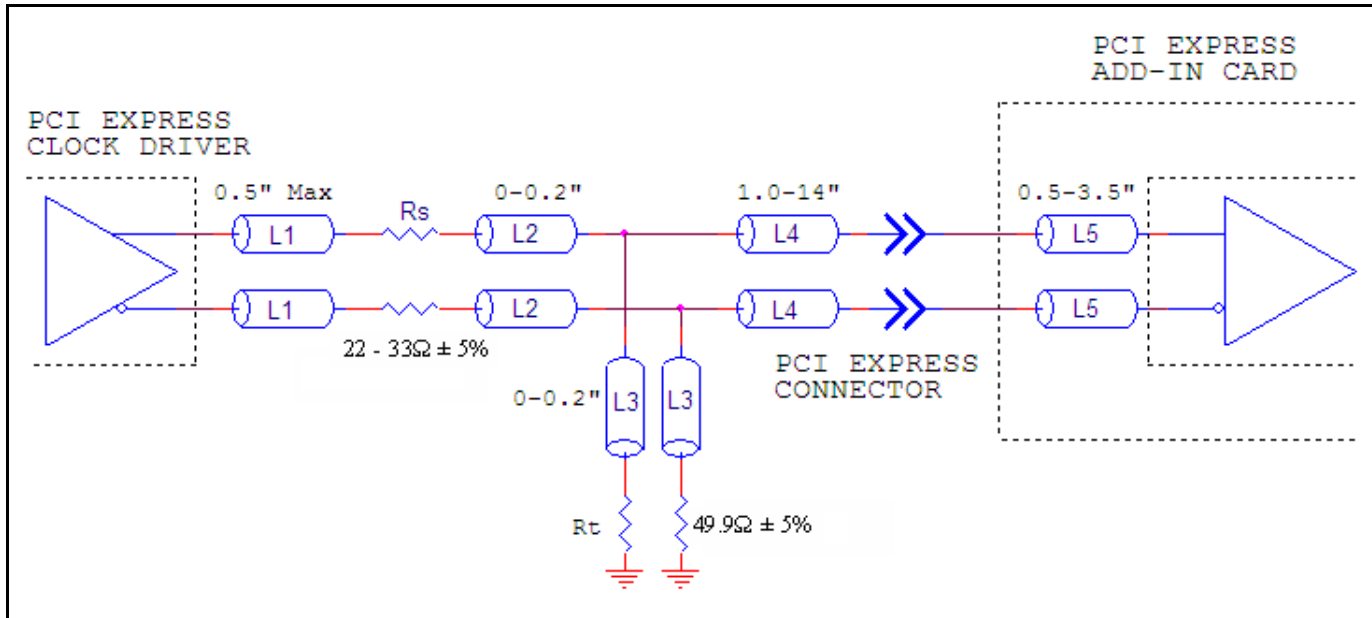 PCI EXPRESS
ADD-IN CARD
PCI EXPRESS
CLOCK DRIVER
0.5" Max
Rs
0-0.2"
1.0-14"
0.5-3.5"
L1
L2
L4
L5
L1
L2
L4
L5
22 - 33Ω ± 5%
PCI EXPRESS
CONNECTOR
0-0.2"
L3
L3
Rt
49.9Ω ± 5%